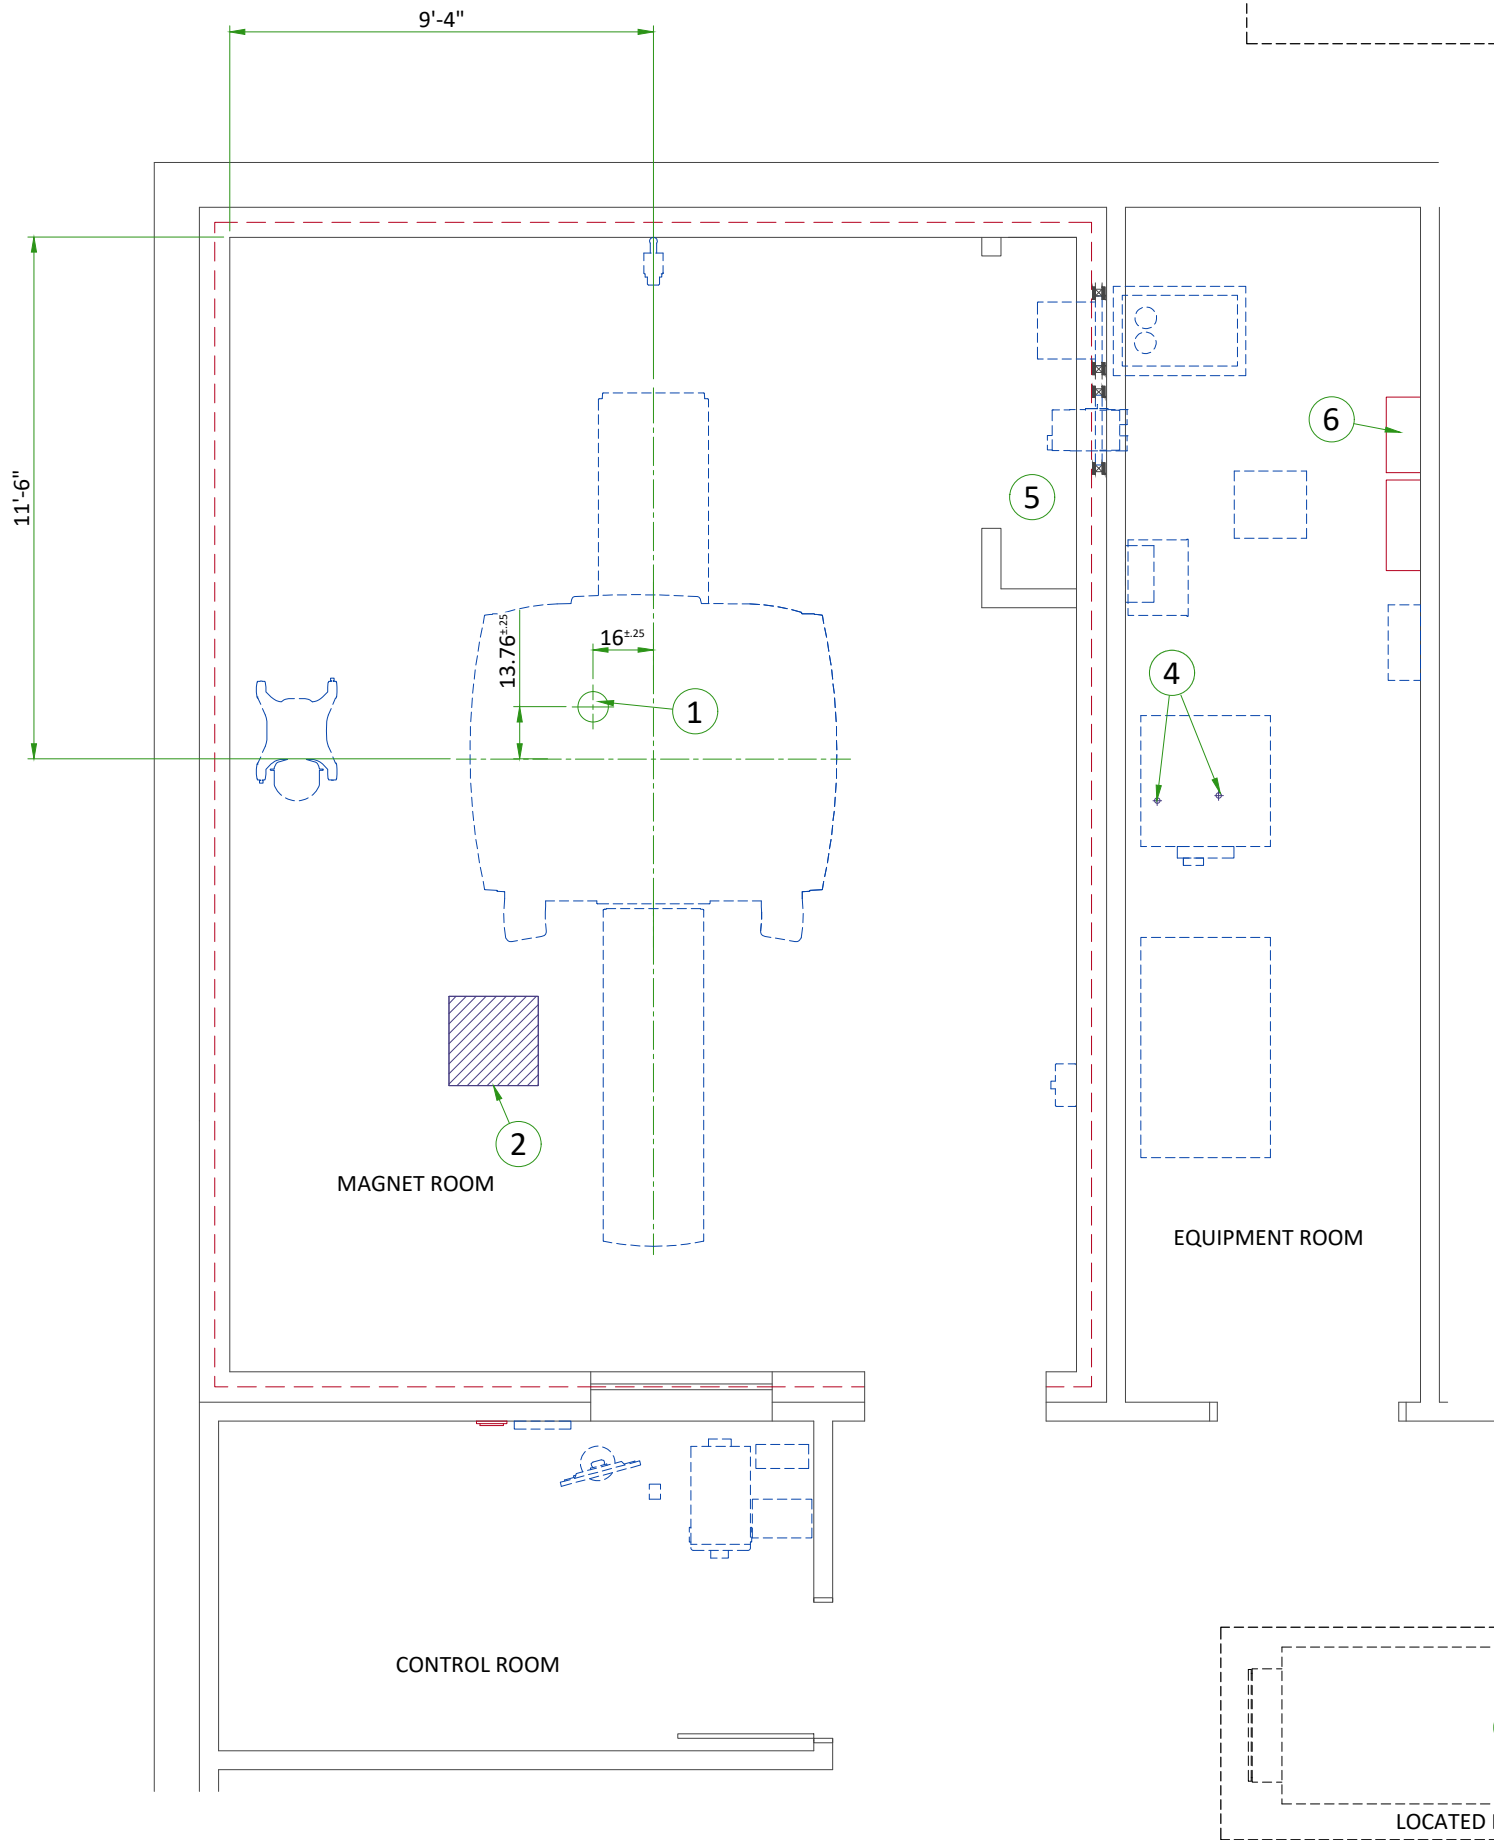 9'-4"
11'-6"
6
5
13.76±.25
16±.25
4
1
2
MAGNET ROOM
EQUIPMENT ROOM
CONTROL ROOM
LOCATED